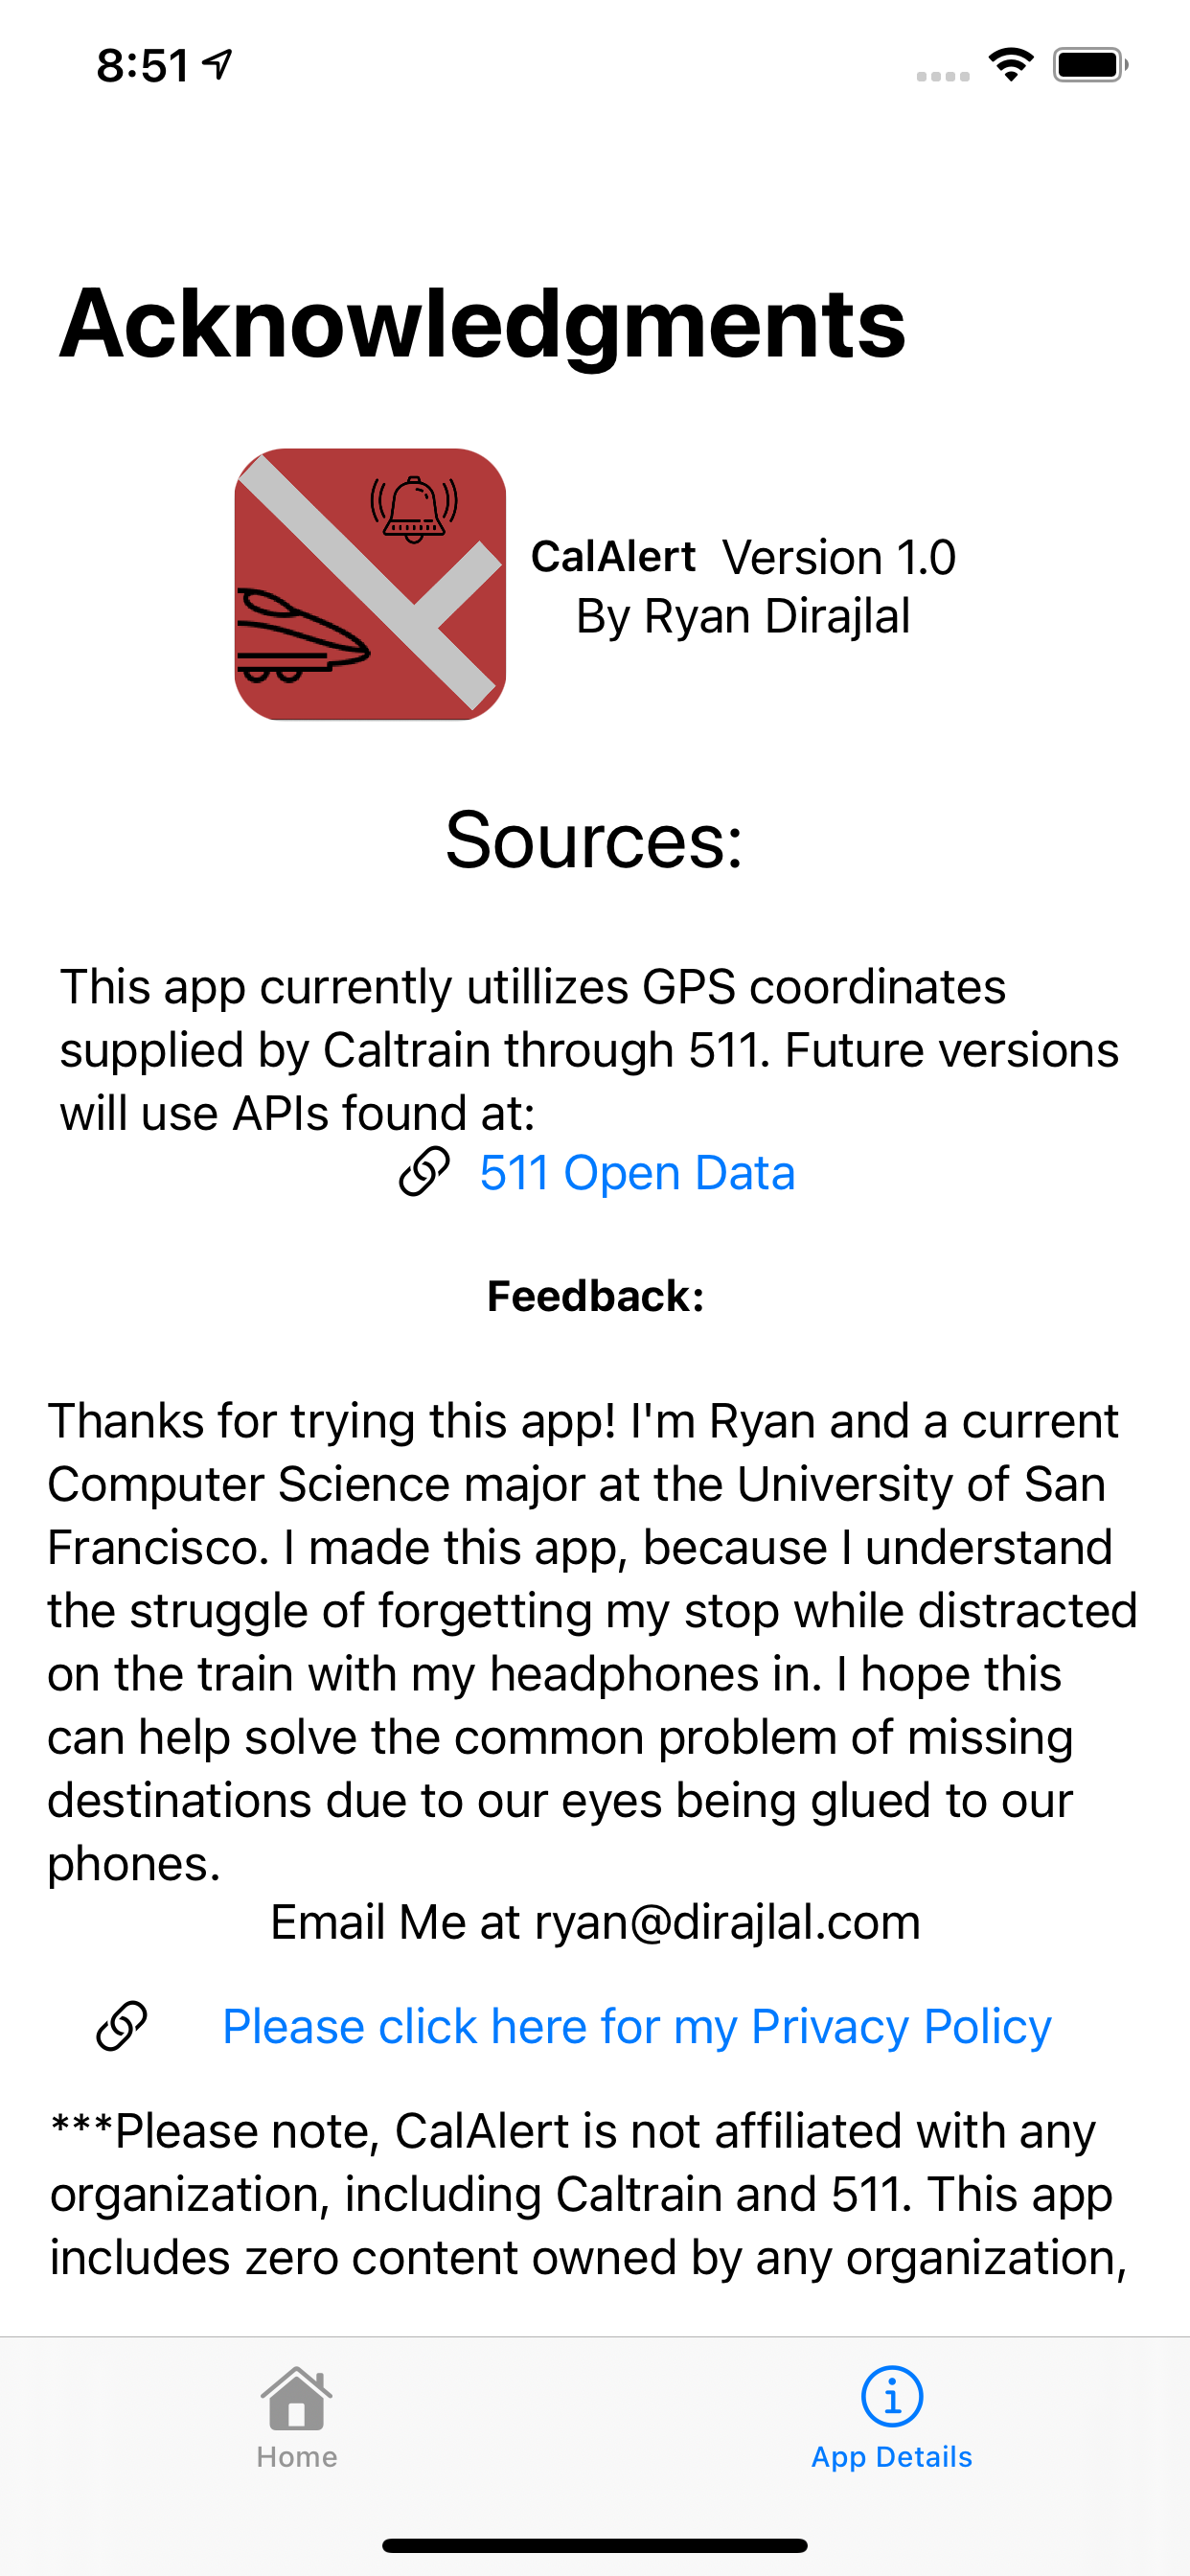 8:51
Acknowledgments
CalAlert Version 1.0
By Ryan Dirajlal
Sources:
This app currently utillizes GPS coordinates
supplied by Caltrain through 511. Future versions
will use APIs found at:
511 Open Data
Feedback:
Thanks for trying this app! I'm Ryan and a current
Computer Science major at the University of San
Francisco. I made this app, because I understand
the struggle of forgetting my stop while distracted
on the train with my headphones in. I hope this
can help solve the common problem of missing
destinations due to our eyes being glued to our
phones.
Email Me at ryan@dirajlal.com
Please click here for my Privacy Policy
***Please note, CalAlert is not affiliated with any
organization, including Caltrain and 511. This app
includes zero content owned by any organization,
Home
App Details